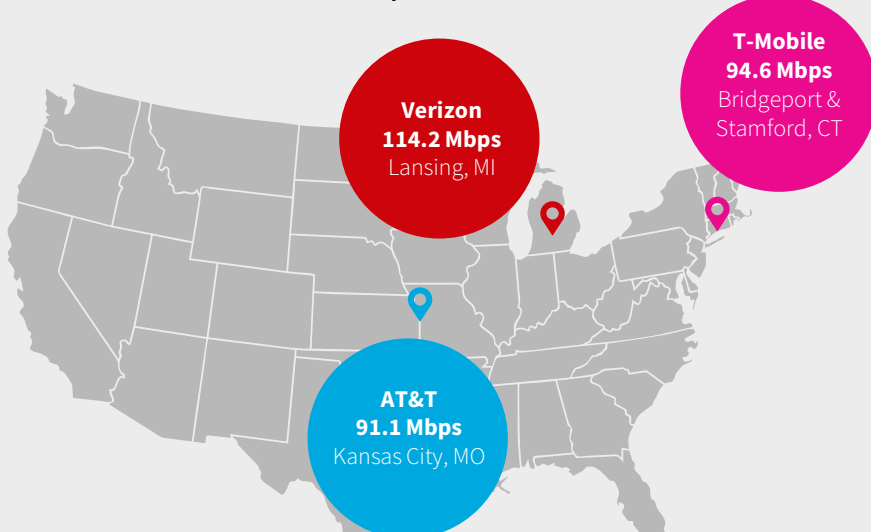 Verizon
114.2 Mbps
Lansing, MI
T-Mobile
94.6 Mbps
Bridgeport &
Stamford, CT
AT&T
91.1 Mbps
Kansas City, MO